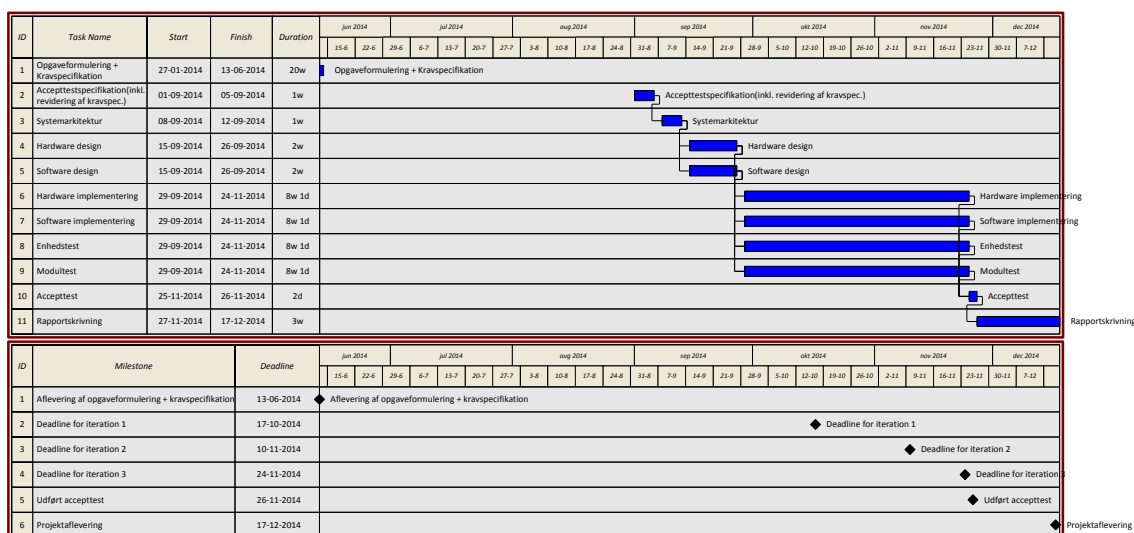 ID Task Name Start Finish Duration jun 2014 jul 2014 aug 2014 sep 2014 okt 2014 nov 2014 dec 2014
15-6 22-6 29-6 6-7 13-7 20-7 27-7 3-8 10-8 17-8 24-8 31-8 7-9 14-9 21-9 28-9 5-10 12-10 19-10 26-10 2-11 9-11 16-11 23-11 30-11 7-12
1 Opgaveformulering + Kravspecifikation 27-01-2014 13-06-2014 20w Opgaveformulering + Kravspecifikation
2 Accepttestspecifikation(inkl. revidering af kravspec.) 01-09-2014 05-09-2014 1w Accepttestspecifikation(inkl. revidering af kravspec.)
3 Systemarkitektur 08-09-2014 12-09-2014 1w Systemarkitektur
4 Hardware design 15-09-2014 26-09-2014 2w Hardware design
5 Software design 15-09-2014 26-09-2014 2w Software design
6 Hardware implementering 29-09-2014 24-11-2014 8w 1d Hardware implementering
7 Software implementering 29-09-2014 24-11-2014 8w 1d Software implementering
8 Enhedstest 29-09-2014 24-11-2014 8w 1d Enhedstest
9 Modultest 29-09-2014 24-11-2014 8w 1d Modultest
10 Accepttest 25-11-2014 26-11-2014 2d Accepttest
11 Rapportskrivning 27-11-2014 17-12-2014 3w Rapportskrivning
ID Milestone Deadline jun 2014 jul 2014 aug 2014 sep 2014 okt 2014 nov 2014 dec 2014
15-6 22-6 29-6 6-7 13-7 20-7 27-7 3-8 10-8 17-8 24-8 31-8 7-9 14-9 21-9 28-9 5-10 12-10 19-10 26-10 2-11 9-11 16-11 23-11 30-11 7-12
1 Aflevering af opgaveformulering + kravspecifikation 13-06-2014 Aflevering af opgaveformulering + kravspecifikation
2 Deadline for iteration 1 17-10-2014 Deadline for iteration 1
3 Deadline for iteration 2 10-11-2014 Deadline for iteration 2
4 Deadline for iteration 3 24-11-2014 Deadline for iteration 3
5 Udført accepttest 26-11-2014 Udført accepttest
6 Projektaflevering 17-12-2014 Projektaflevering